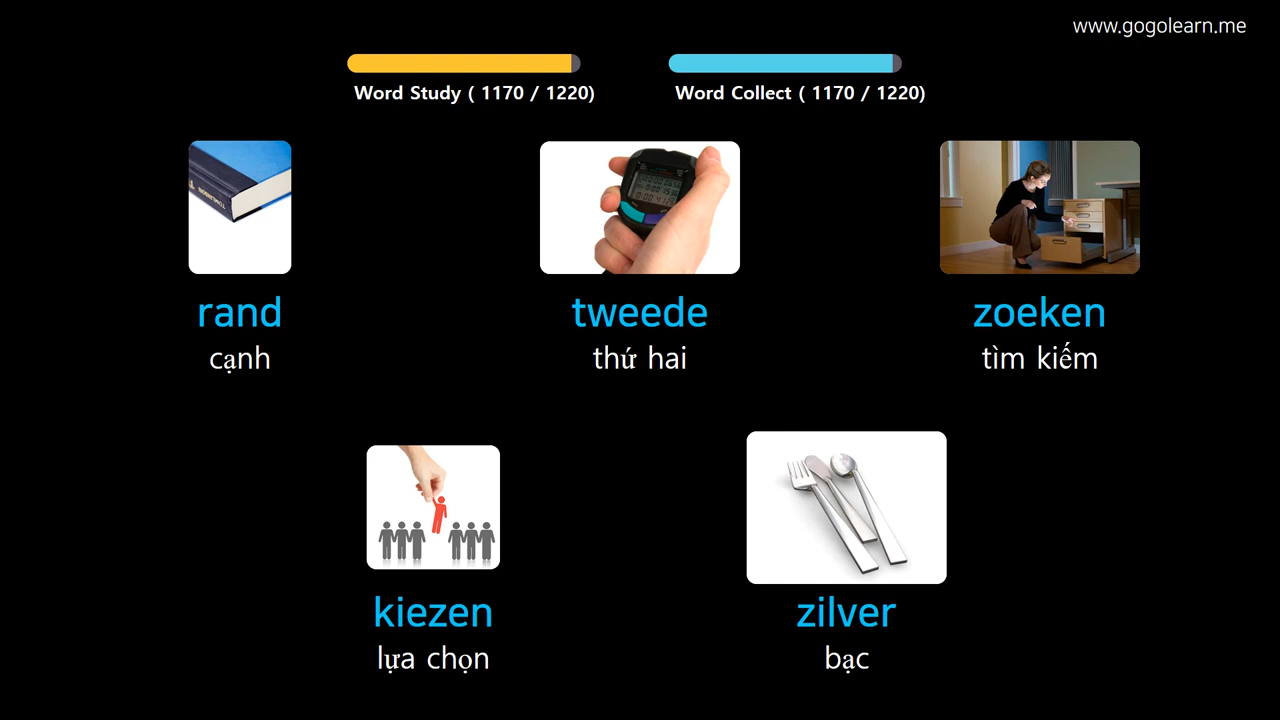 www.gogolearn.me
Word Study ( 1170 / 1220)
Word Collect ( 1170 / 1220)
TOMLINSON
rand
tweede
zoeken
cạnh
thứ hai
tìm kiếm
kiezen
zilver
lựa chọn
bạc